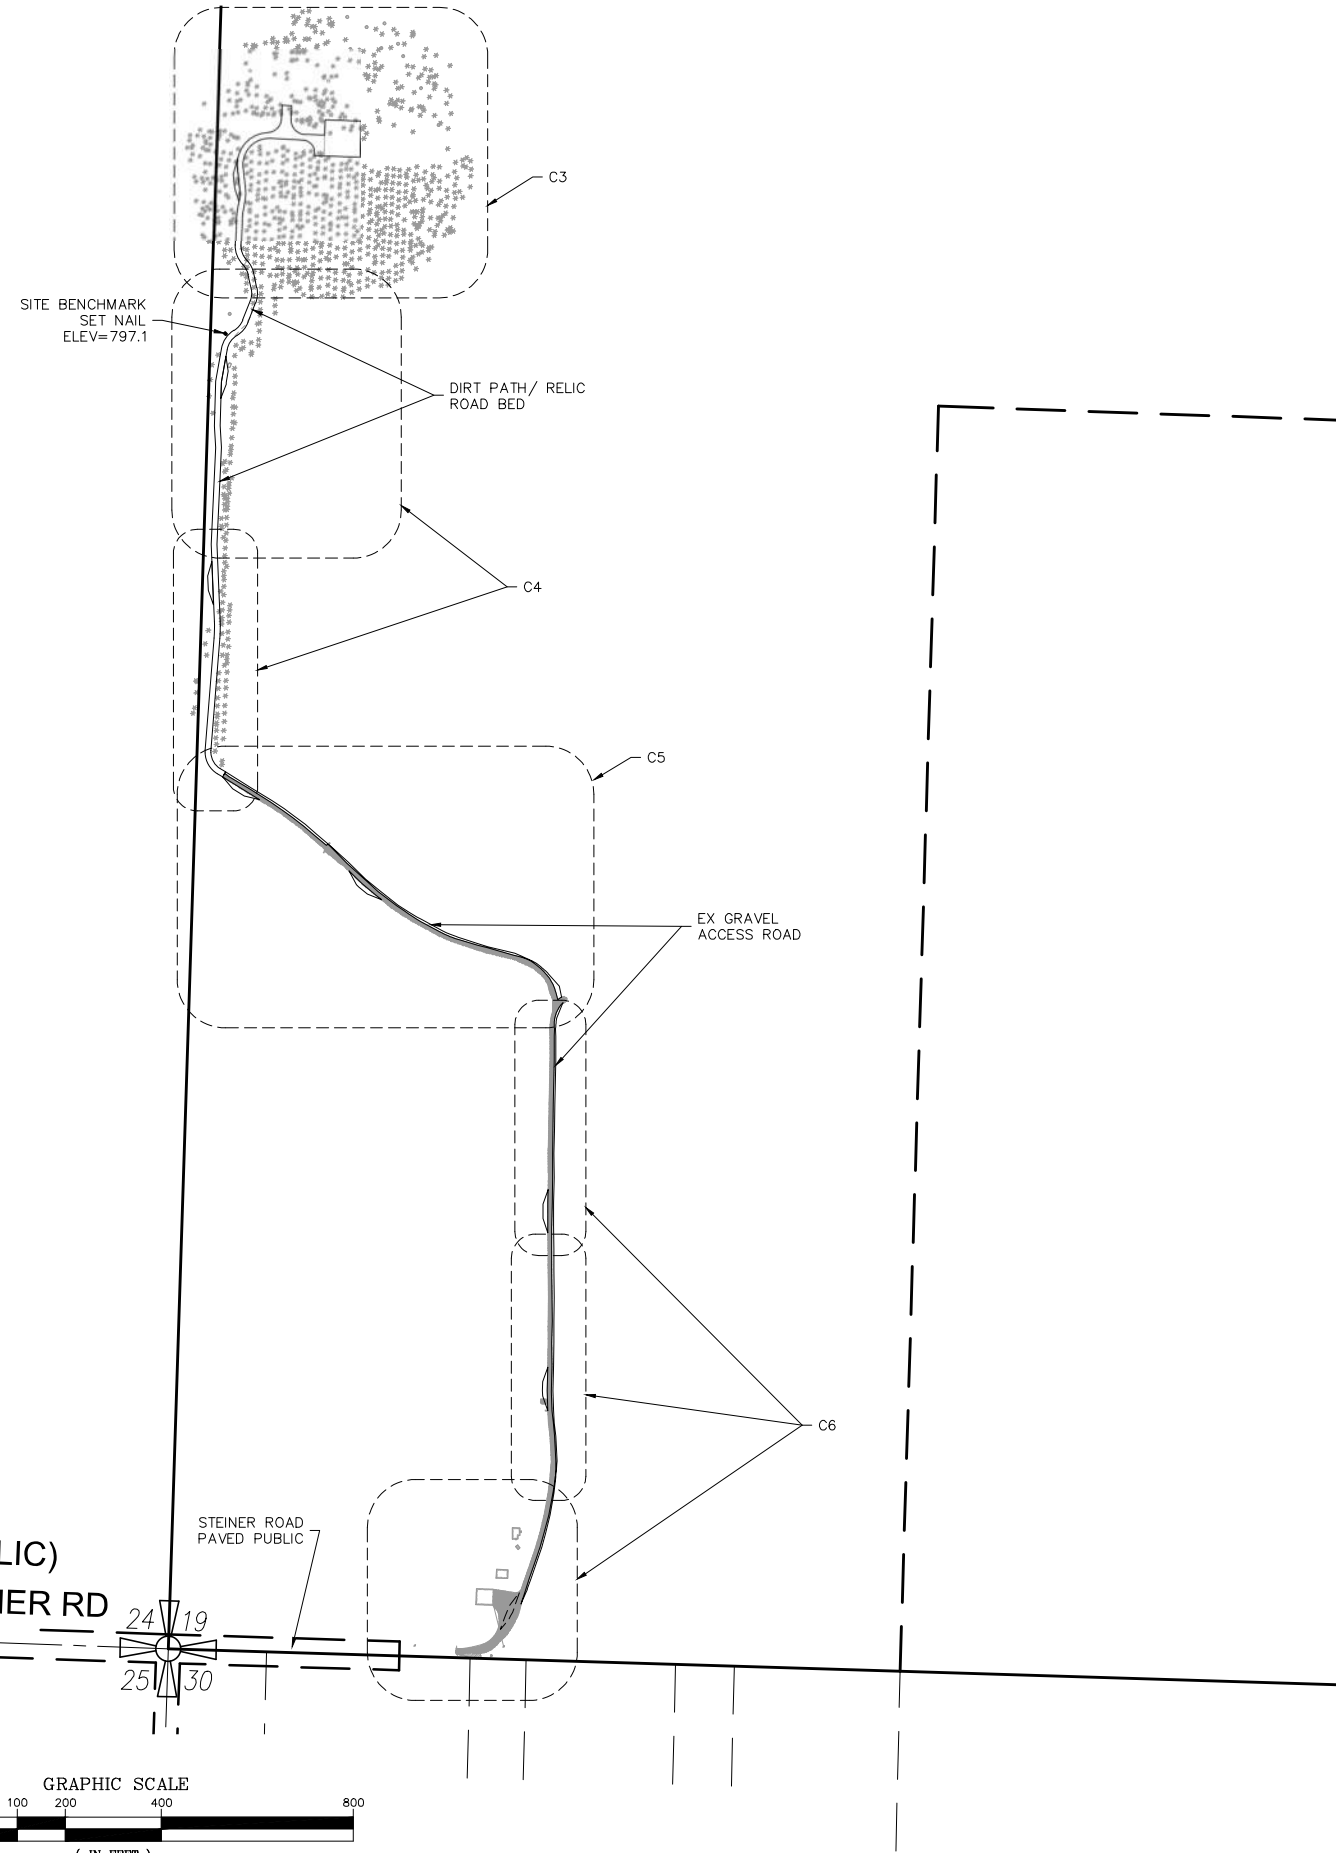 C3
SITE BENCHMARK
SET NAIL
ELEV=797.1
DIRT PATH/ RELIC
ROAD BED
C4
C5
EX GRAVEL
ACCESS ROAD
C6
STEINER ROAD
PAVED PUBLIC
LIC)
IER RD
24 19
25 30
GRAPHIC SCALE
100 200 400 800